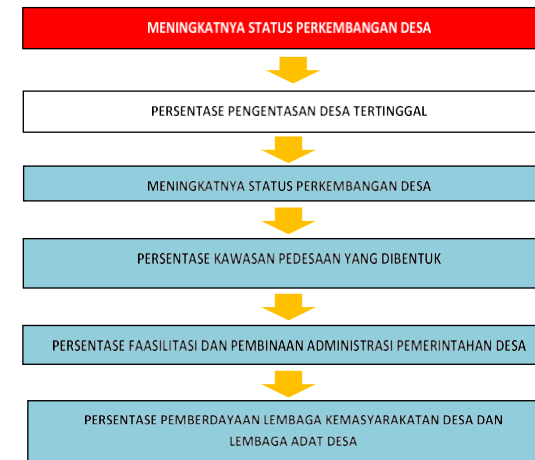 MENINGKATNYA STATUS PERKEMBANGAN DESA
PERSENTASE PENGENTASAN DESA TERTINGGAL
MENINGKATNYA STATUS PERKEMBANGAN DESA
PERSENTASE KAWASAN PEDESAAN YANG DIBENTUK
PERSENTASE FAASILITASI DAN PEMBINAAN ADMINISTRASI PEMERINTAHAN DESA
PERSENTASE PEMBERDAYAAN LEMBAGA KEMASYARAKATAN DESA DAN
LEMBAGA ADAT DESA